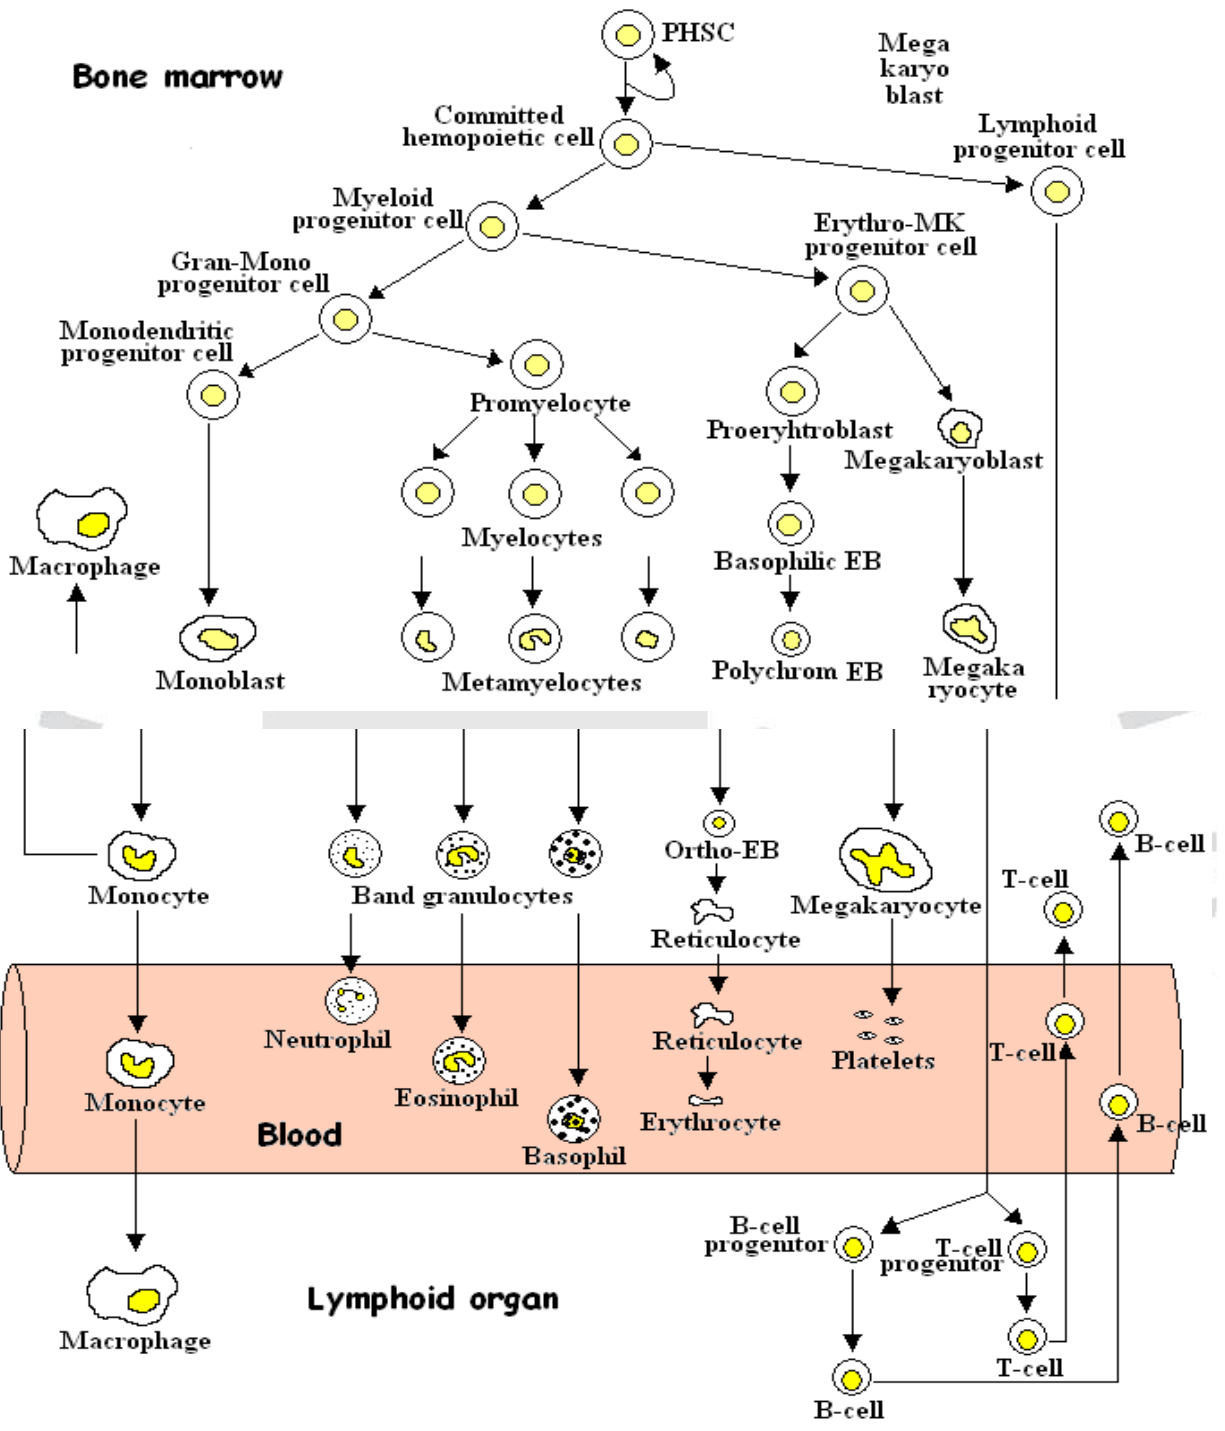 PHSC
Mega
karyo
blast
Bone marrow
Committed
hemopoietic cell
Lymphoid
progenitor cell
Myeloid
progenitor cell
Erythro-MK
progenitor cell
Gran-Mono
progenitor cell
Monodendritic
progenitor cell
Promyelocyte
Proeryhtroblast
Megakaryoblast
Myelocytes
Macrophage
Basophilic EB
Monoblast
Metamyelocytes
Polychrom EB
Megaka
ryocyte
B-cell
Ortho-EB
T-cell
Monocyte
Band granulocytes
Megakaryocyte
Reticulocyte
Neutrophil
Reticulocyte
Platelets
T-cell
Monocyte
Eosinophil
Erythrocyte
B-cell
Blood
Basophil
B-cell
progenitor
T-cell
progenitor
Lymphoid organ
Macrophage
T-cell
B-cell